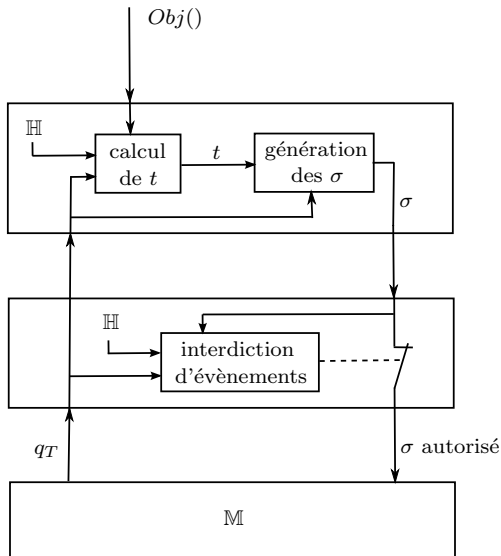 Obj()
ℍ
calcul
de t
t
génération
des σ
σ
ℍ
interdiction
d'évènements
q_T
σ autorisé
𝕄